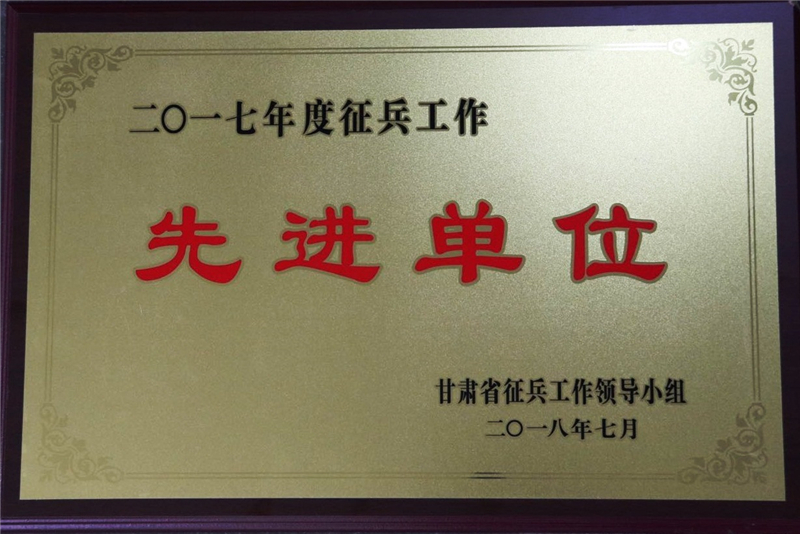 二〇一七年度征兵工作
先进单位
甘肃省征兵工作领导小组
二〇一八年七月